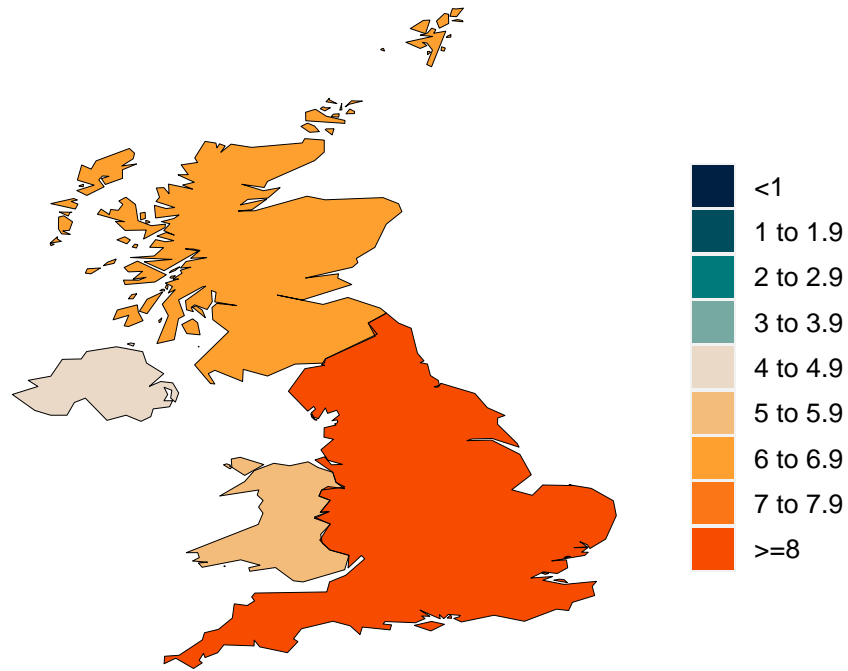 <1
1 to 1.9
2 to 2.9
3 to 3.9
4 to 4.9
5 to 5.9
6 to 6.9
7 to 7.9
>=8